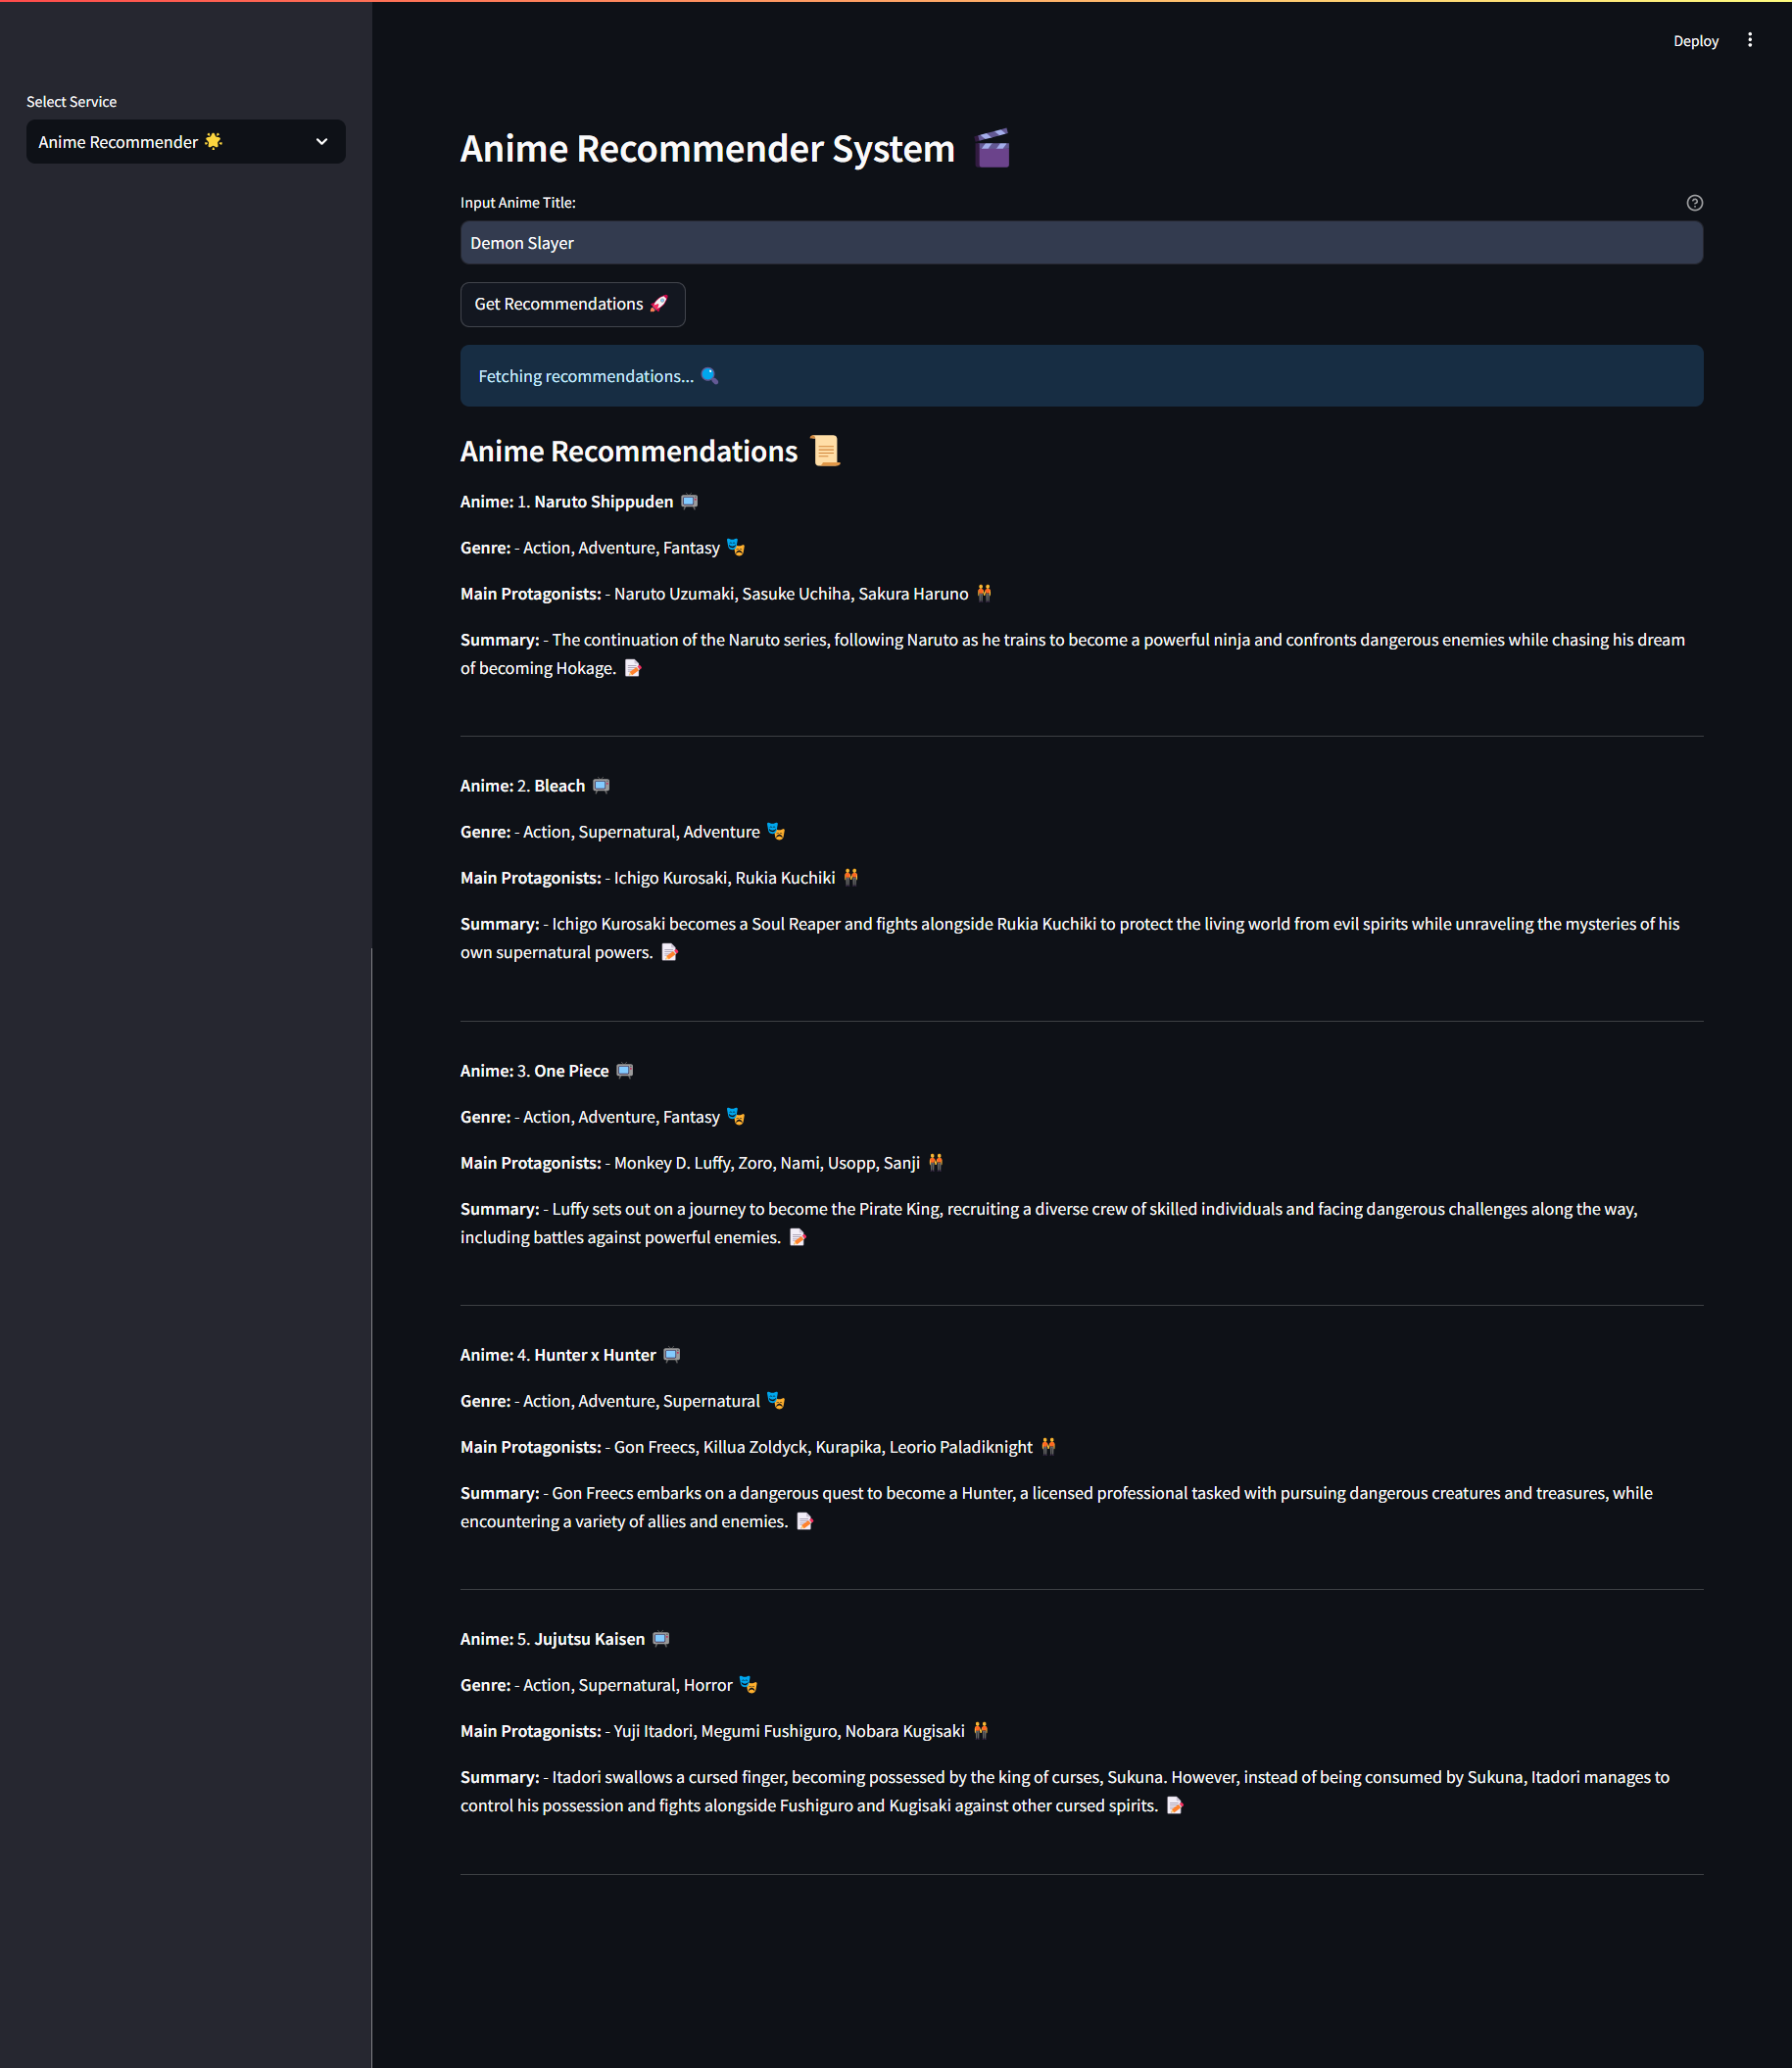 Deploy
Select Service
Anime Recommender 🌟
Anime Recommender System 🎬
Input Anime Title:
Demon Slayer
Get Recommendations 🚀
Fetching recommendations... 🔍
Anime Recommendations 📜
Anime: 1. Naruto Shippuden 📺
Genre: - Action, Adventure, Fantasy 🎭
Main Protagonists: - Naruto Uzumaki, Sasuke Uchiha, Sakura Haruno 👬
Summary: - The continuation of the Naruto series, following Naruto as he trains to become a powerful ninja and confronts dangerous enemies while chasing his dream
of becoming Hokage. 📝
Anime: 2. Bleach 📺
Genre: - Action, Supernatural, Adventure 🎭
Main Protagonists: - Ichigo Kurosaki, Rukia Kuchiki 👬
Summary: - Ichigo Kurosaki becomes a Soul Reaper and fights alongside Rukia Kuchiki to protect the living world from evil spirits while unraveling the mysteries of his
own supernatural powers. 📝
Anime: 3. One Piece 📺
Genre: - Action, Adventure, Fantasy 🎭
Main Protagonists: - Monkey D. Luffy, Zoro, Nami, Usopp, Sanji 👬
Summary: - Luffy sets out on a journey to become the Pirate King, recruiting a diverse crew of skilled individuals and facing dangerous challenges along the way,
including battles against powerful enemies. 📝
Anime: 4. Hunter x Hunter 📺
Genre: - Action, Adventure, Supernatural 🎭
Main Protagonists: - Gon Freecs, Killua Zoldyck, Kurapika, Leorio Paladiknight 👬
Summary: - Gon Freecs embarks on a dangerous quest to become a Hunter, a licensed professional tasked with pursuing dangerous creatures and treasures, while
encountering a variety of allies and enemies. 📝
Anime: 5. Jujutsu Kaisen 📺
Genre: - Action, Supernatural, Horror 🎭
Main Protagonists: - Yuji Itadori, Megumi Fushiguro, Nobara Kugisaki 👬
Summary: - Itadori swallows a cursed finger, becoming possessed by the king of curses, Sukuna. However, instead of being consumed by Sukuna, Itadori manages to
control his possession and fights alongside Fushiguro and Kugisaki against other cursed spirits. 📝